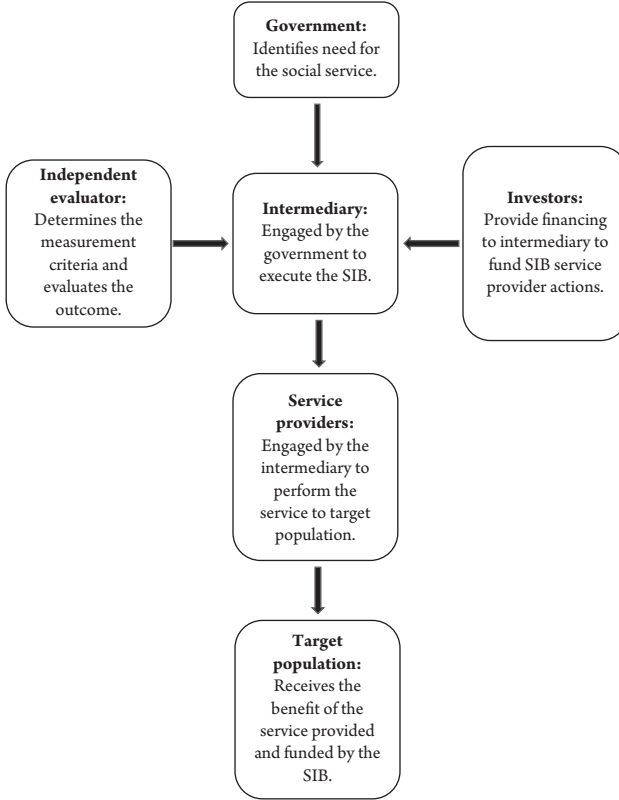 Government:
Identifies need for
the social service.
Independent
evaluator:
Determines the
measurement
criteria and
evaluates the
outcome.
Intermediary:
Engaged by the
government to
execute the SIB.
Investors:
Provide financing
to intermediary to
fund SIB service
provider actions.
Service
providers:
Engaged by the
intermediary to
perform the
service to target
population.
Target
population:
Receives the
benefit of the
service provided
and funded by the
SIB.